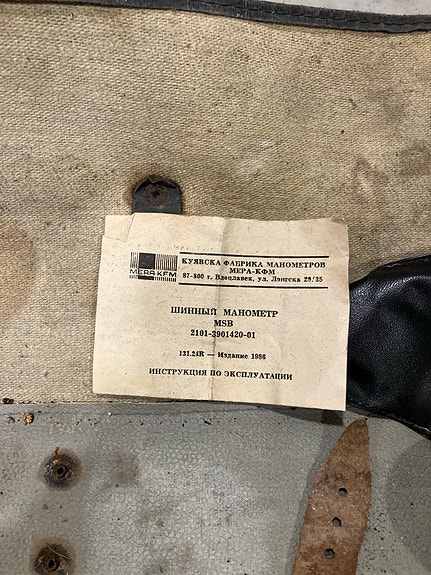 МЕРА-KFM
КУЯВСКА ФАБРИКА МАНОМЕТРОВ
МЕРА-КФМ
87-800 г. Влоцлавек, ул. Лэнгска 29/35
ШИННЫЙ МАНОМЕТР
MSB
2101-3901420-01
131.24R — Издание 1986
ИНСТРУКЦИЯ ПО ЭКСПЛУАТАЦИИ